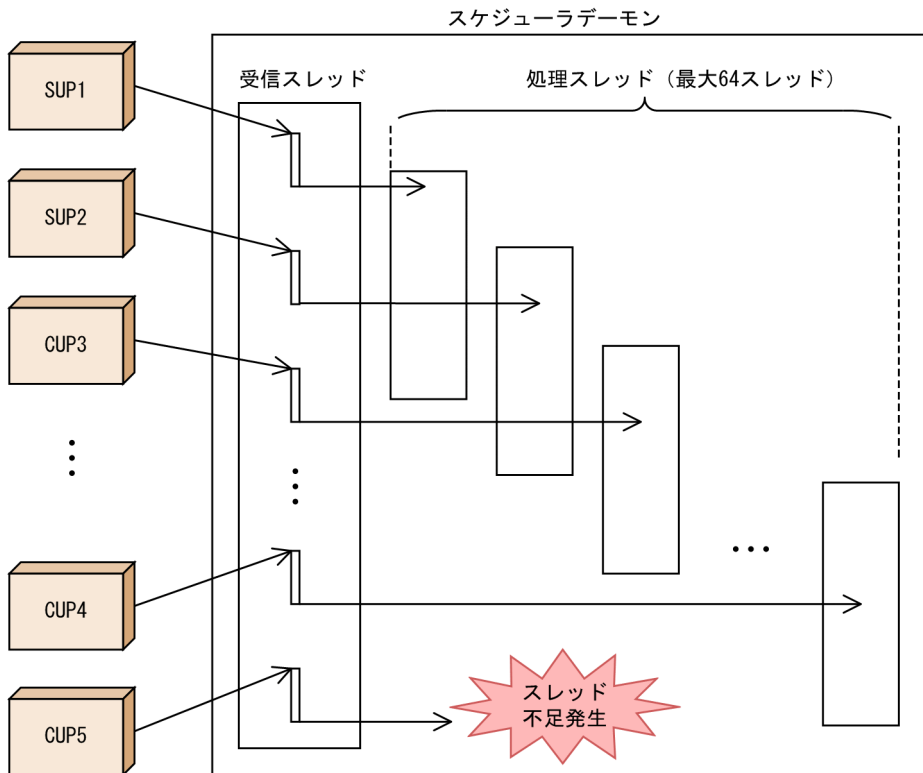 スケジューラデーモン
受信スレッド
処理スレッド（最大64スレッド）
SUP1
SUP2
CUP3
CUP4
CUP5
スレッド
不足発生